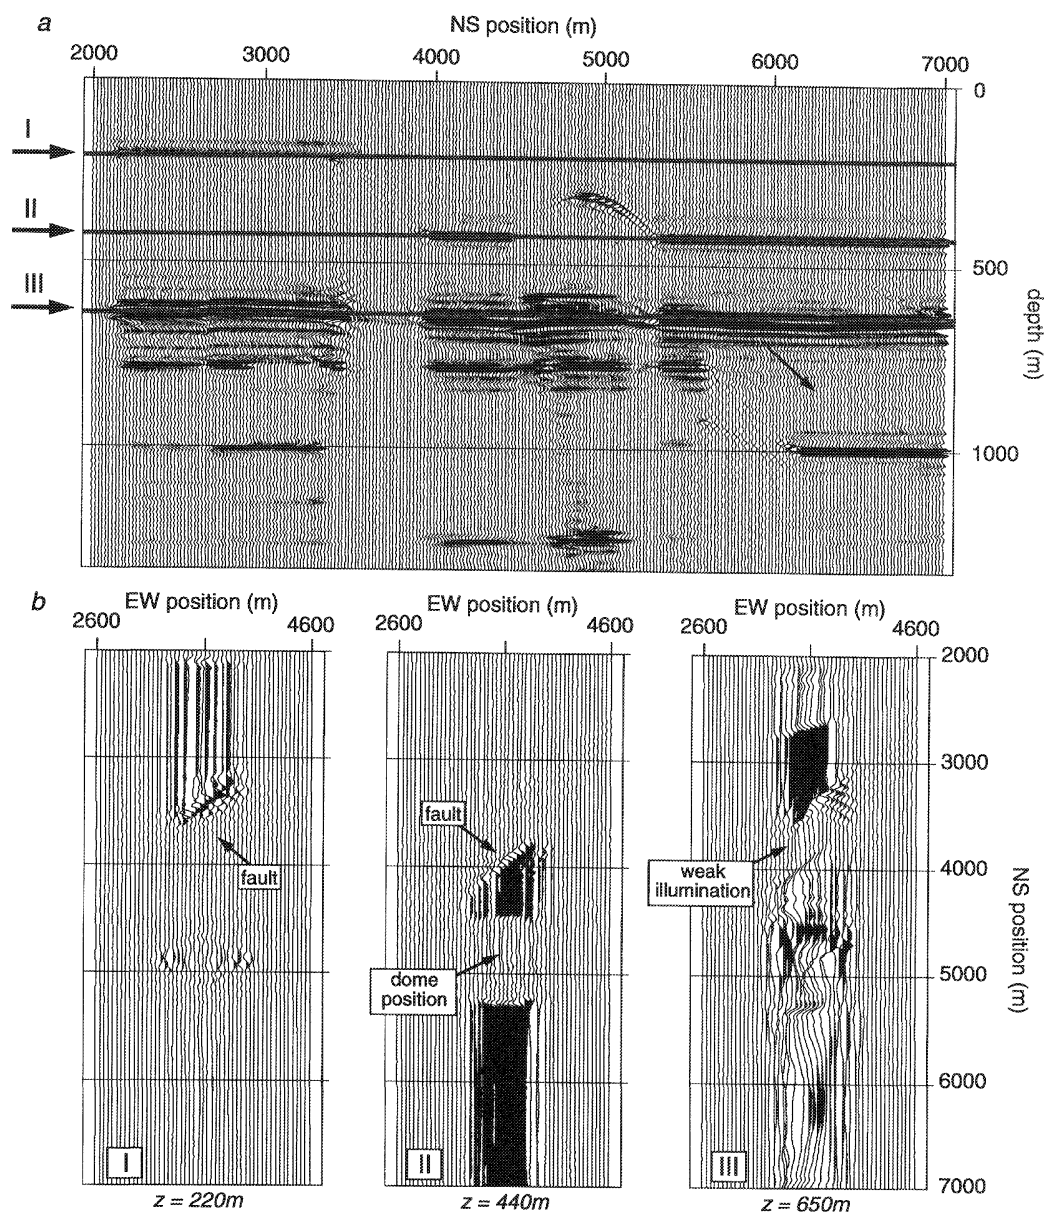 a
NS position (m)
2000 3000 4000 5000 6000 7000
0
I
II
500
III
depth (m)
1000
b
EW position (m) EW position (m) EW position (m)
2600 4600 2600 4600 2600 4600
2000
3000
fault
4000
weak
illumination
fault
NS position (m)
dome
position
5000
6000
I II III
7000
z = 220m z = 440m z = 650m